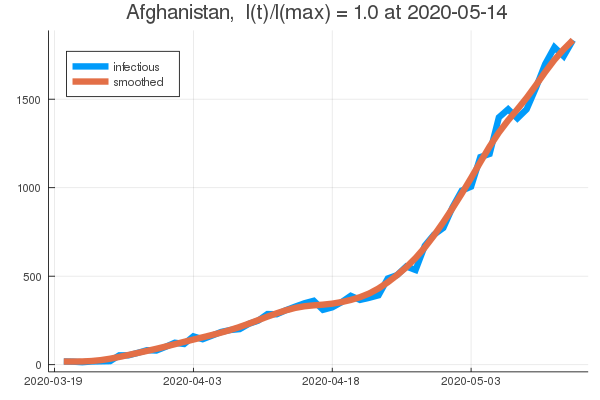 Afghanistan, I(t)/I(max) = 1.0 at 2020-05-14
infectious
smoothed
1500
1000
500
0
2020-03-19 2020-04-03 2020-04-18 2020-05-03